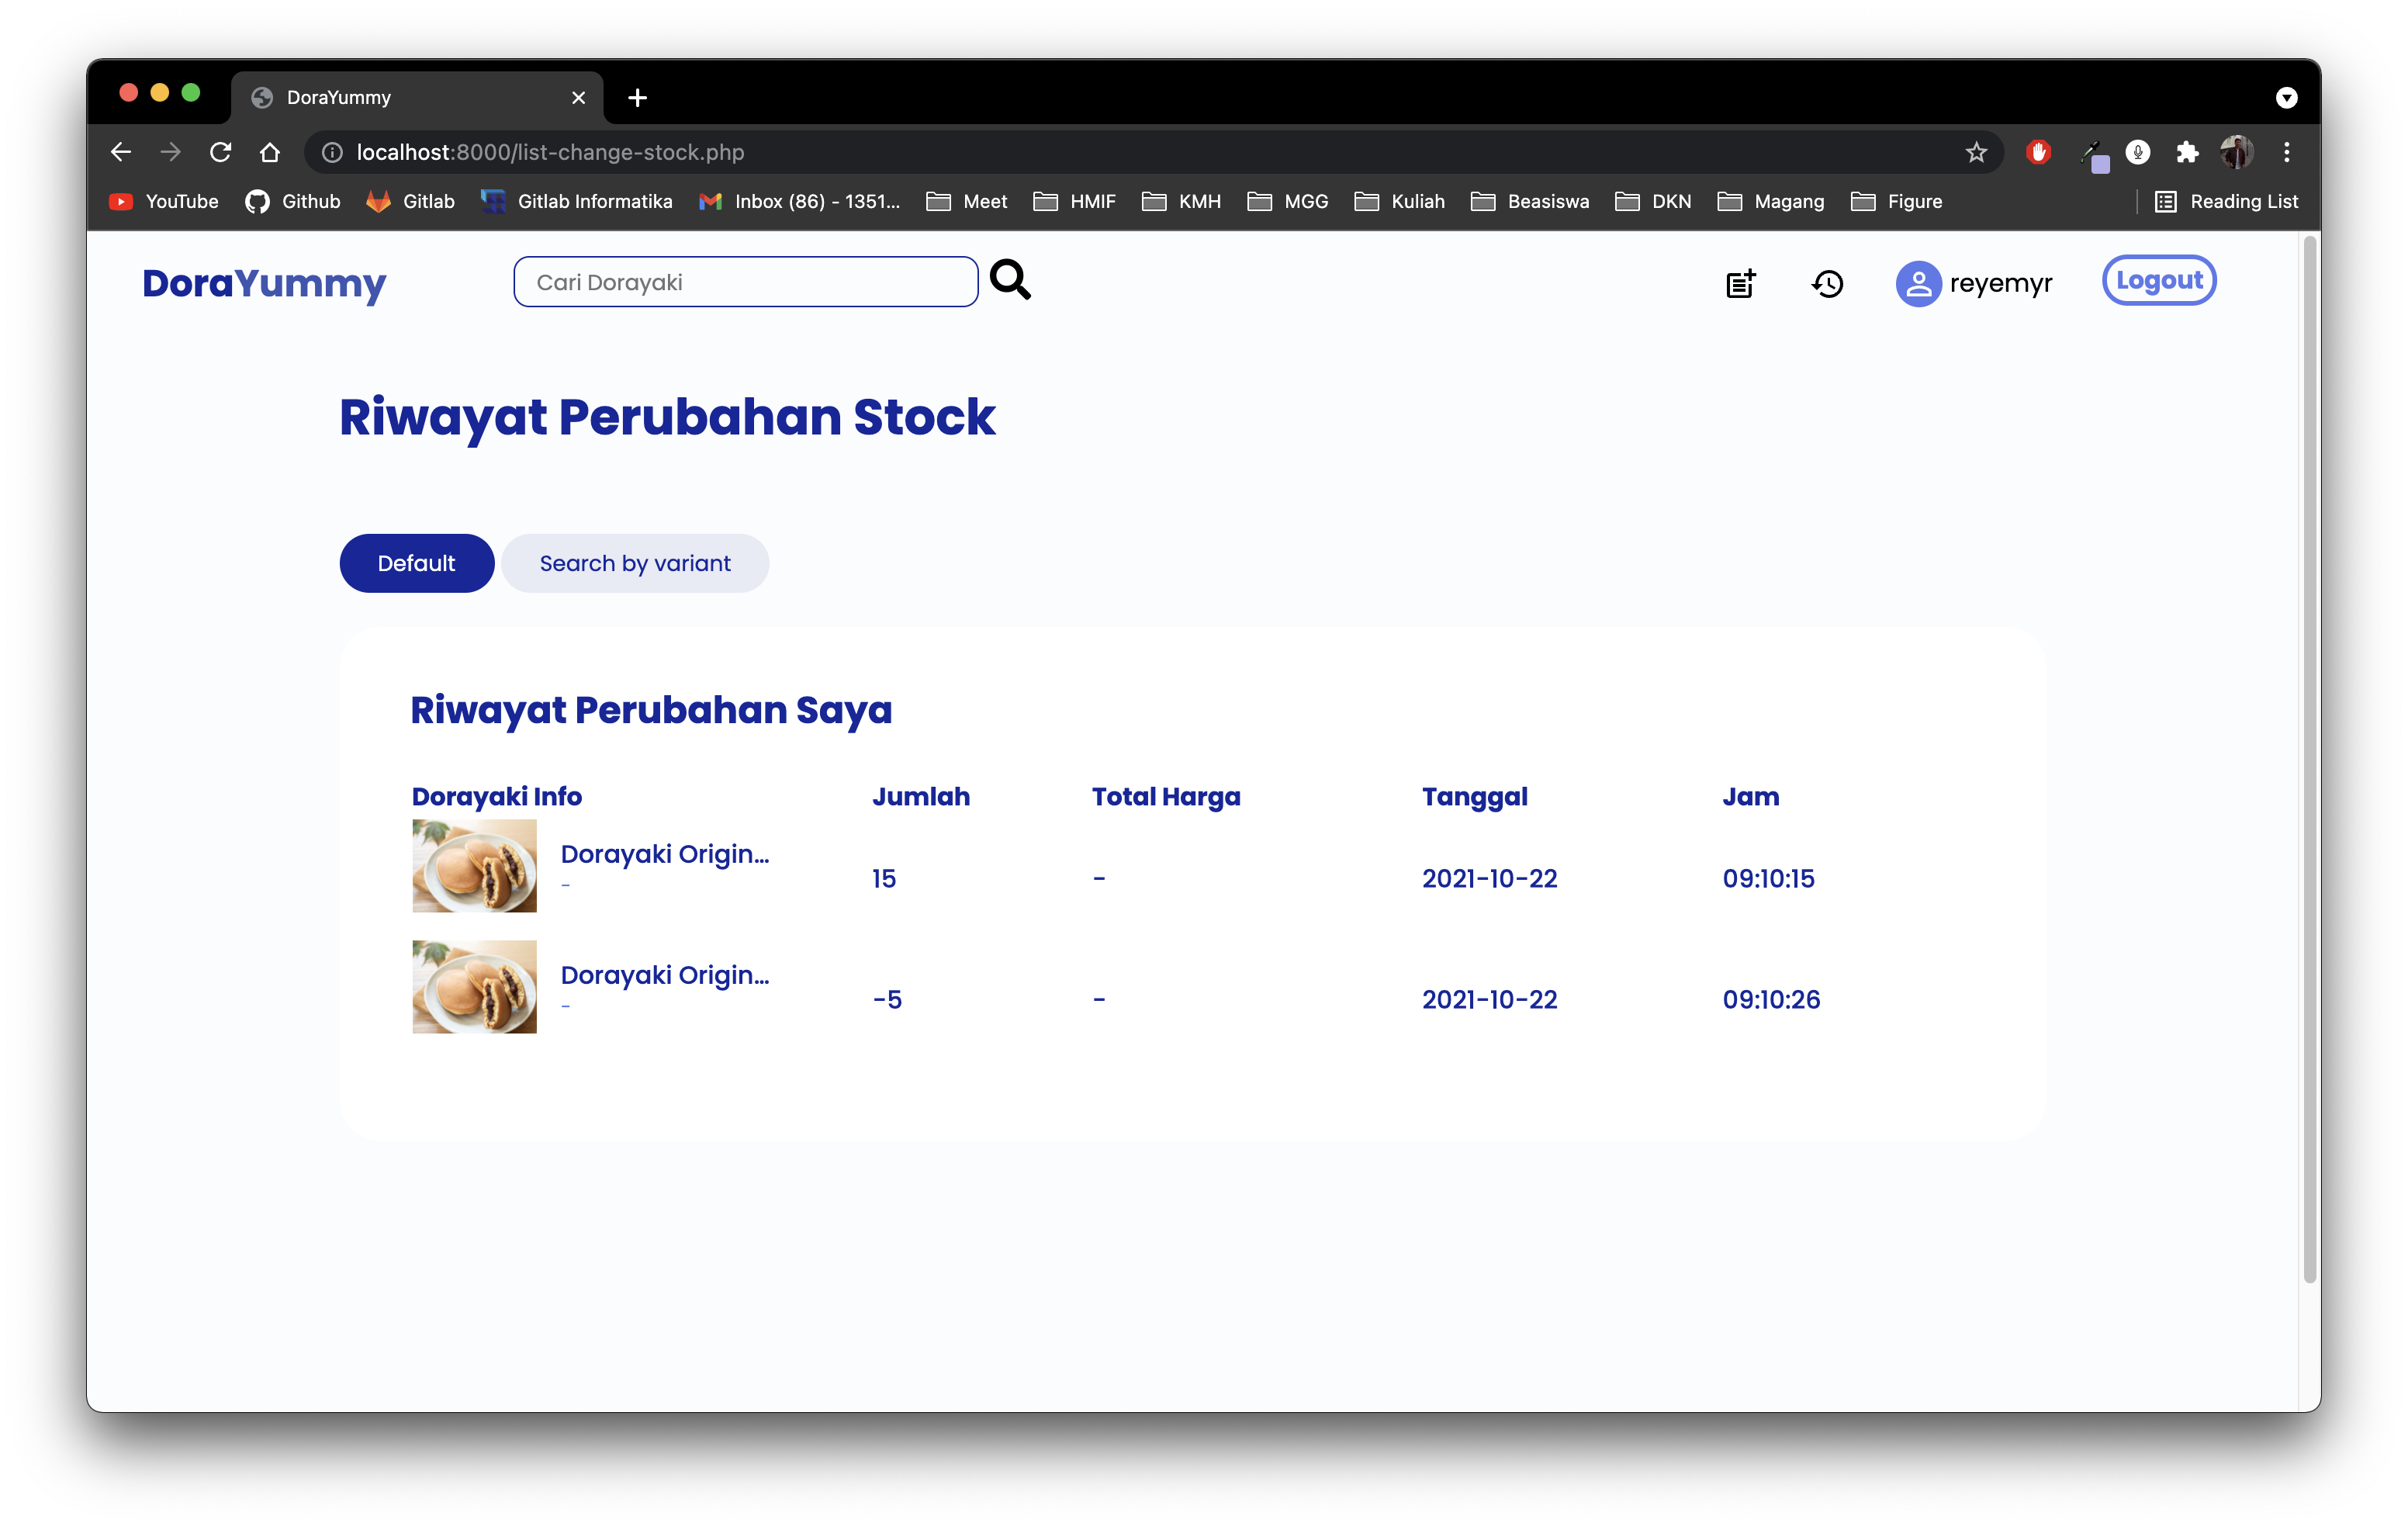 DoraYummy
localhost:8000/list-change-stock.php
YouTube Github Gitlab Gitlab Informatika Inbox (86) - 1351... Meet HMIF KMH MGG Kuliah Beasiswa DKN Magang Figure Reading List
DoraYummy Cari Dorayaki reyemyr Logout
Riwayat Perubahan Stock
Default Search by variant
Riwayat Perubahan Saya
Dorayaki Info Jumlah Total Harga Tanggal Jam
Dorayaki Origin...
-
15 - 2021-10-22 09:10:15
Dorayaki Origin...
-
-5 - 2021-10-22 09:10:26